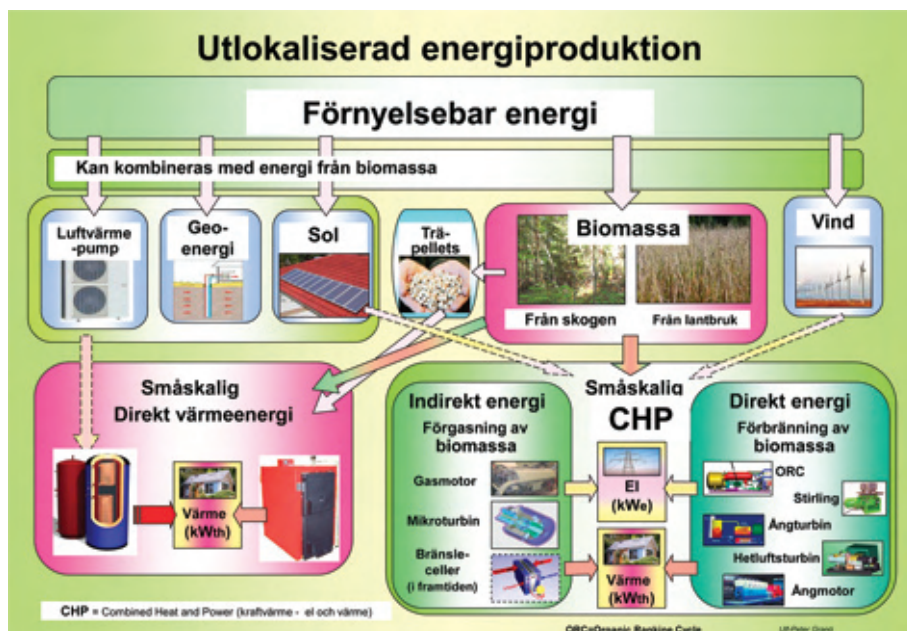 Utlokaliserad energiproduktion
Förnyelsebar energi
Kan kombineras med energi från biomassa
Luftvärme
-pump
Geo-
energi
Sol
Trä-
pellets
Biomassa
Från skogen
Från lantbruk
Vind
Småskalig
Direkt värmeenergi
Värme
(kWth)
Indirekt energi
Förgasning av
biomassa
Gasmotor
Mikroturbin
Bränsle-
celler
(i framtiden)
Småskalig
CHP
El
(kWe)
Värme
(kWth)
Direkt energi
Förbränning av
biomassa
ORC
Stirling
Ångturbin
Hetluftsturbin
Ångmotor
CHP = Combined Heat and Power (kraftvärme - el och värme)
ORC=Organic Rankine Cycle